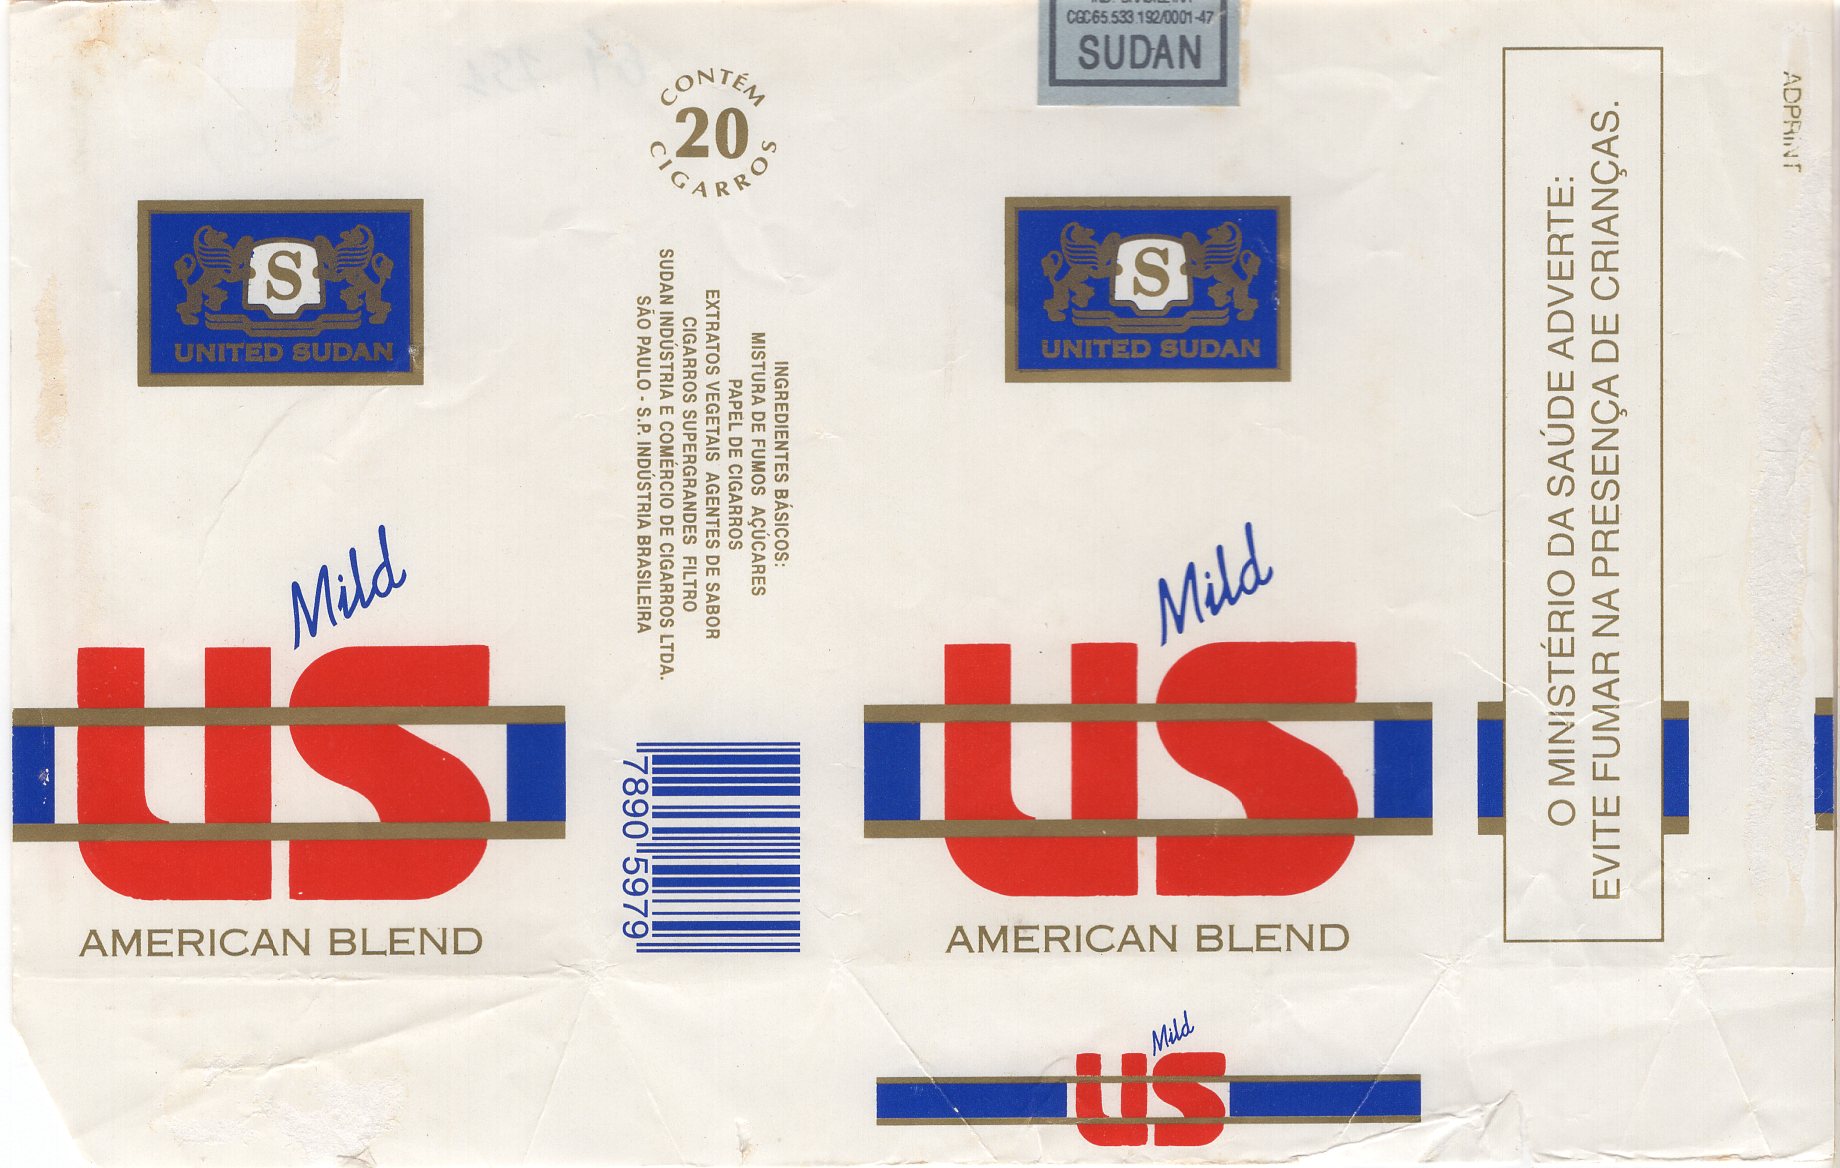 S
UNITED SUDAN
Mild
US
AMERICAN BLEND
CONTÉM
20
CIGARROS
INGREDIENTES BÁSICOS:
MISTURA DE FUMOS AÇÚCARES
PAPEL DE CIGARROS
EXTRATOS VEGETAIS AGENTES DE SABOR
CIGARROS SUPERGRANDES FILTRO
SUDAN INDÚSTRIA E COMÉRCIO DE CIGARROS LTDA.
SÃO PAULO - S.P. INDÚSTRIA BRASILEIRA
7890 5979
CGC65.533.192/0001-47
SUDAN
S
UNITED SUDAN
Mild
US
AMERICAN BLEND
Mild
US
O MINISTÉRIO DA SAÚDE ADVERTE:
EVITE FUMAR NA PRESENÇA DE CRIANÇAS.
ADPRINT